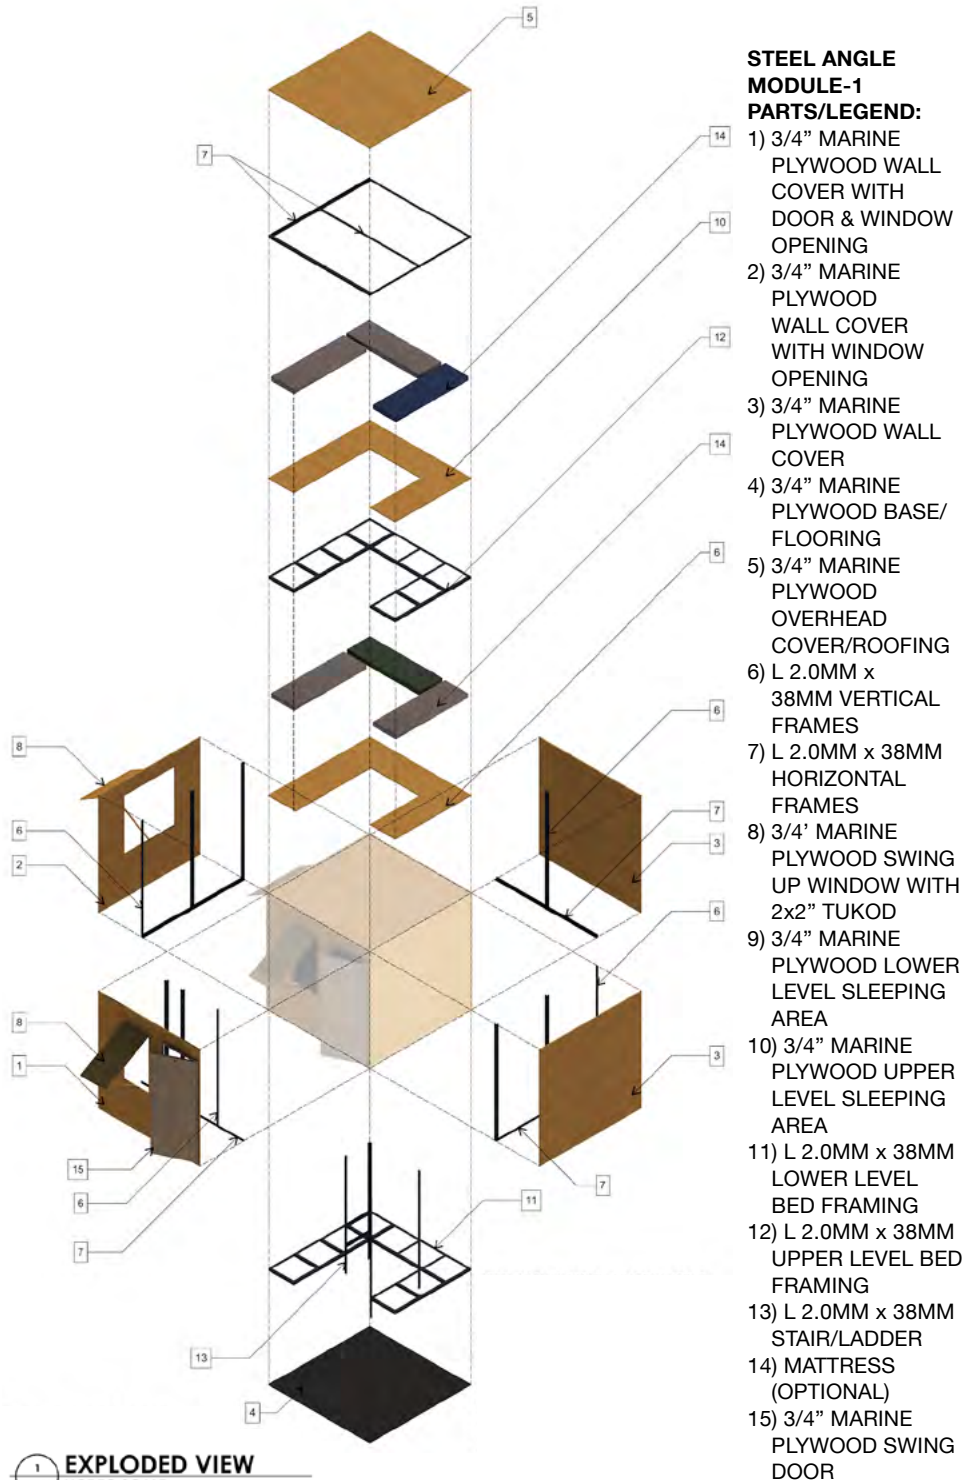 5
14
7
10
12
14
6
6
8
7
6
3
2
6
8
1
3
15
7
6
11
7
13
4
1 EXPLODED VIEW
STEEL ANGLE
MODULE-1
PARTS/LEGEND:
1) 3/4” MARINE
PLYWOOD WALL
COVER WITH
DOOR & WINDOW
OPENING
2) 3/4” MARINE
PLYWOOD
WALL COVER
WITH WINDOW
OPENING
3) 3/4” MARINE
PLYWOOD WALL
COVER
4) 3/4” MARINE
PLYWOOD BASE/
FLOORING
5) 3/4” MARINE
PLYWOOD
OVERHEAD
COVER/ROOFING
6) L 2.0MM x
38MM VERTICAL
FRAMES
7) L 2.0MM x 38MM
HORIZONTAL
FRAMES
8) 3/4’ MARINE
PLYWOOD SWING
UP WINDOW WITH
2x2” TUKOD
9) 3/4” MARINE
PLYWOOD LOWER
LEVEL SLEEPING
AREA
10) 3/4” MARINE
PLYWOOD UPPER
LEVEL SLEEPING
AREA
11) L 2.0MM x 38MM
LOWER LEVEL
BED FRAMING
12) L 2.0MM x 38MM
UPPER LEVEL BED
FRAMING
13) L 2.0MM x 38MM
STAIR/LADDER
14) MATTRESS
(OPTIONAL)
15) 3/4” MARINE
PLYWOOD SWING
DOOR